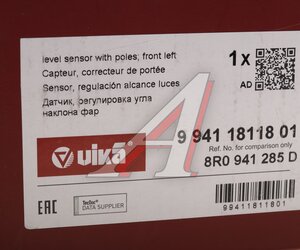 level sensor with poles; front left
Capteur, correcteur de portée
Sensor, regulación alcance luces
Датчик, регулировка угла
наклона фар
1x
AD
vika
9 941 18118 01
Ref. No. for comparison only
8R0 941 285 D
EAC
TecDoc
DATA SUPPLIER
99411811801